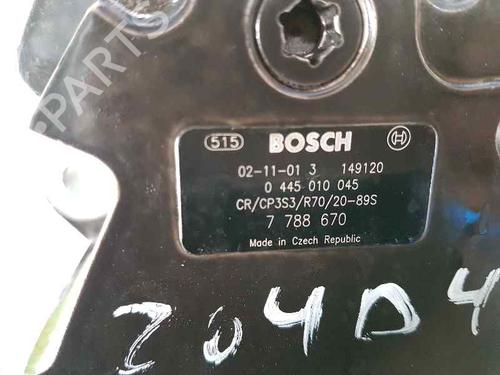 515 BOSCH
02-11-01 3 149120
0 445 010 045
CR/CP3S3/R70/20-89S
7 788 670
Made in Czech Republic
204D4